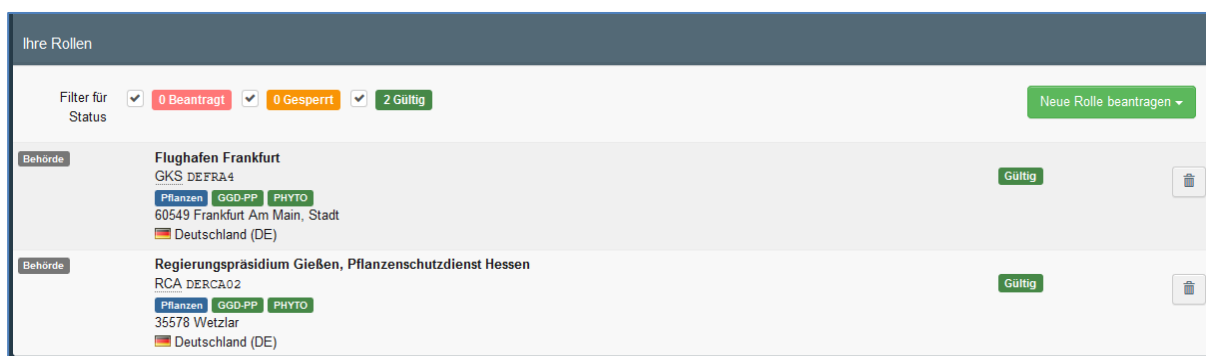 Ihre Rollen
Filter für Status 0 Beantragt 0 Gesperrt 2 Gültig Neue Rolle beantragen
Behörde Flughafen Frankfurt
GKS DEFRA4 Gültig
Pflanzen GGD-PP PHYTO
60549 Frankfurt Am Main, Stadt
Deutschland (DE)
Behörde Regierungspräsidium Gießen, Pflanzenschutzdienst Hessen
RCA DERCA02 Gültig
Pflanzen GGD-PP PHYTO
35578 Wetzlar
Deutschland (DE)